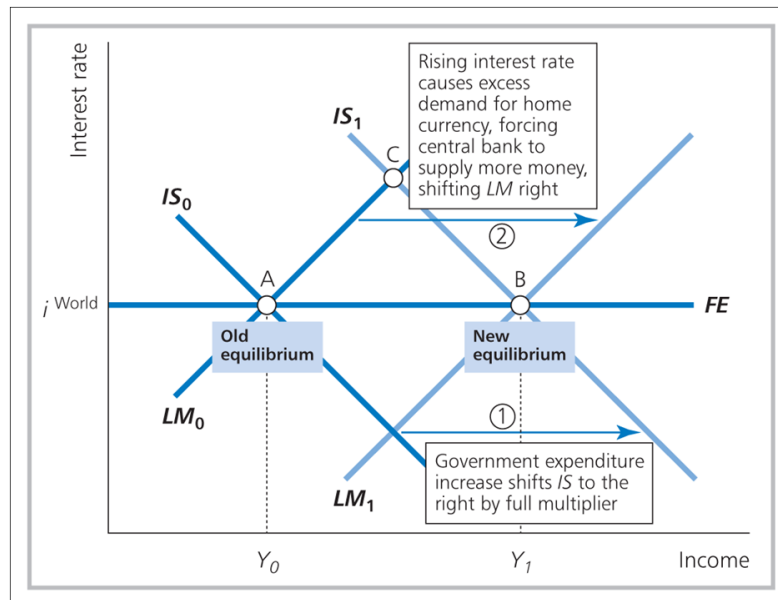 Interest rate
Rising interest rate
causes excess
demand for home
currency, forcing
central bank to
supply more money,
shifting LM right
IS1
C
IS0
2
A
B
i World
FE
Old
equilibrium
New
equilibrium
LM0
1
Government expenditure
increase shifts IS to the
right by full multiplier
LM1
Y0
Y1
Income